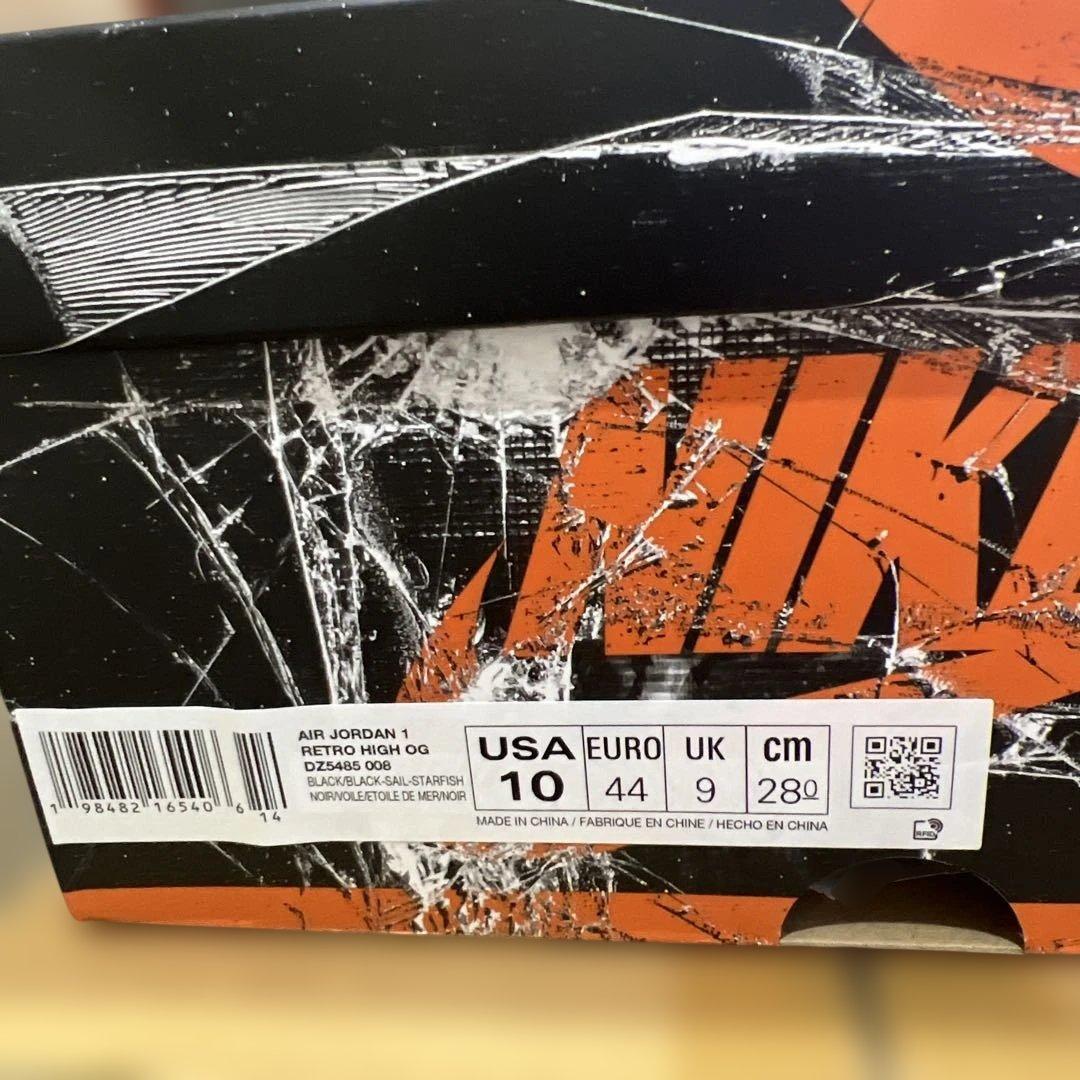 NIKE
AIR JORDAN 1
RETRO HIGH OG
DZ5485 008
BLACK/BLACK-SAIL-STARFISH
NOIR/VOILE/ETOILE DE MER/NOIR
USA
10
EURO
44
UK
9
cm
28⁰
1 98482 16540 6 14
MADE IN CHINA / FABRIQUE EN CHINE / HECHO EN CHINA
RFID